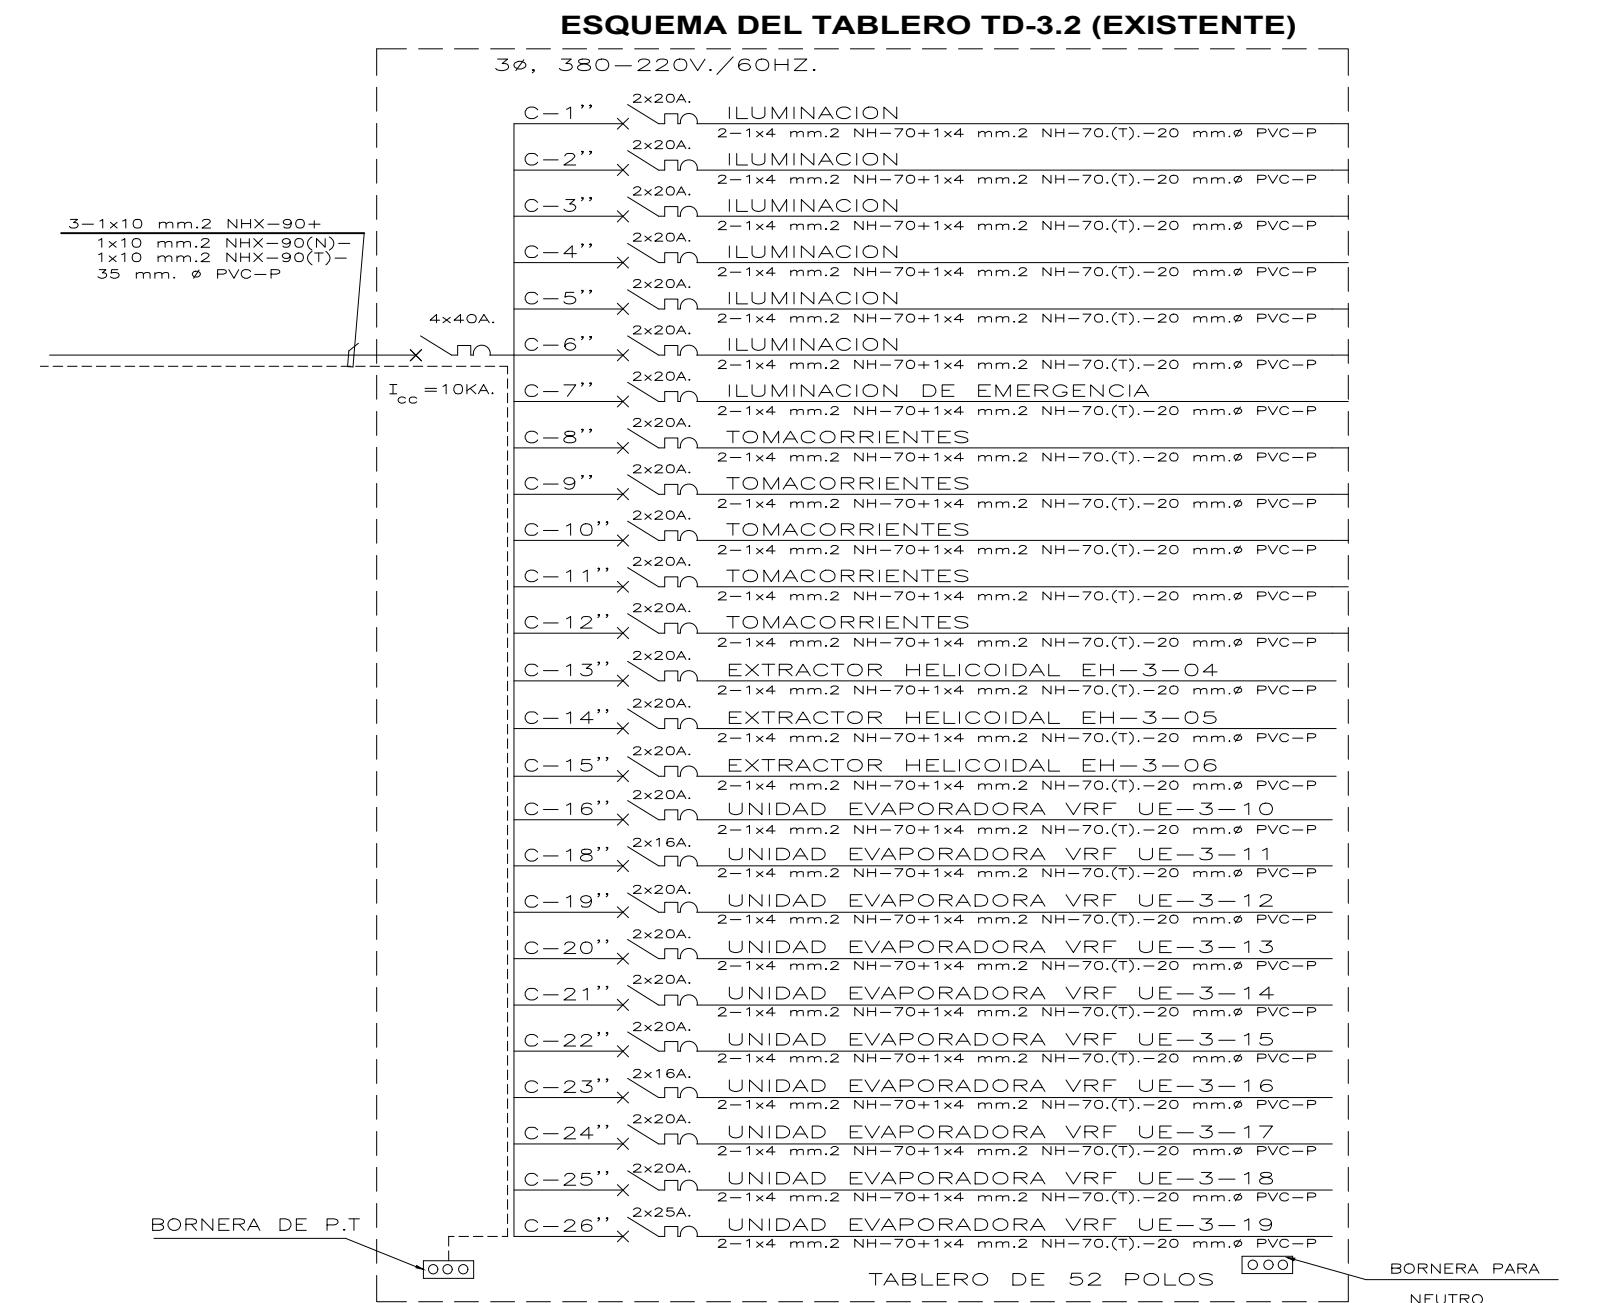 ESQUEMA DEL TABLERO TD-3.2 (EXISTENTE)
3ø, 380-220V./60HZ.
3-1x10 mm.2 NHX-90+
1x10 mm.2 NHX-90(N)-
1x10 mm.2 NHX-90(T)-
35 mm. ø PVC-P
4x40A.
Icc=10KA.
C-1'' 2x20A. ILUMINACION
2-1x4 mm.2 NH-70+1x4 mm.2 NH-70.(T).-20 mm.ø PVC-P
C-2'' 2x20A. ILUMINACION
2-1x4 mm.2 NH-70+1x4 mm.2 NH-70.(T).-20 mm.ø PVC-P
C-3'' 2x20A. ILUMINACION
2-1x4 mm.2 NH-70+1x4 mm.2 NH-70.(T).-20 mm.ø PVC-P
C-4'' 2x20A. ILUMINACION
2-1x4 mm.2 NH-70+1x4 mm.2 NH-70.(T).-20 mm.ø PVC-P
C-5'' 2x20A. ILUMINACION
2-1x4 mm.2 NH-70+1x4 mm.2 NH-70.(T).-20 mm.ø PVC-P
C-6'' 2x20A. ILUMINACION
2-1x4 mm.2 NH-70+1x4 mm.2 NH-70.(T).-20 mm.ø PVC-P
C-7'' 2x20A. ILUMINACION DE EMERGENCIA
2-1x4 mm.2 NH-70+1x4 mm.2 NH-70.(T).-20 mm.ø PVC-P
C-8'' 2x20A. TOMACORRIENTES
2-1x4 mm.2 NH-70+1x4 mm.2 NH-70.(T).-20 mm.ø PVC-P
C-9'' 2x20A. TOMACORRIENTES
2-1x4 mm.2 NH-70+1x4 mm.2 NH-70.(T).-20 mm.ø PVC-P
C-10'' 2x20A. TOMACORRIENTES
2-1x4 mm.2 NH-70+1x4 mm.2 NH-70.(T).-20 mm.ø PVC-P
C-11'' 2x20A. TOMACORRIENTES
2-1x4 mm.2 NH-70+1x4 mm.2 NH-70.(T).-20 mm.ø PVC-P
C-12'' 2x20A. TOMACORRIENTES
2-1x4 mm.2 NH-70+1x4 mm.2 NH-70.(T).-20 mm.ø PVC-P
C-13'' 2x20A. EXTRACTOR HELICOIDAL EH-3-04
2-1x4 mm.2 NH-70+1x4 mm.2 NH-70.(T).-20 mm.ø PVC-P
C-14'' 2x20A. EXTRACTOR HELICOIDAL EH-3-05
2-1x4 mm.2 NH-70+1x4 mm.2 NH-70.(T).-20 mm.ø PVC-P
C-15'' 2x20A. EXTRACTOR HELICOIDAL EH-3-06
2-1x4 mm.2 NH-70+1x4 mm.2 NH-70.(T).-20 mm.ø PVC-P
C-16'' 2x20A. UNIDAD EVAPORADORA VRF UE-3-10
2-1x4 mm.2 NH-70+1x4 mm.2 NH-70.(T).-20 mm.ø PVC-P
C-18'' 2x16A. UNIDAD EVAPORADORA VRF UE-3-11
2-1x4 mm.2 NH-70+1x4 mm.2 NH-70.(T).-20 mm.ø PVC-P
C-19'' 2x20A. UNIDAD EVAPORADORA VRF UE-3-12
2-1x4 mm.2 NH-70+1x4 mm.2 NH-70.(T).-20 mm.ø PVC-P
C-20'' 2x20A. UNIDAD EVAPORADORA VRF UE-3-13
2-1x4 mm.2 NH-70+1x4 mm.2 NH-70.(T).-20 mm.ø PVC-P
C-21'' 2x20A. UNIDAD EVAPORADORA VRF UE-3-14
2-1x4 mm.2 NH-70+1x4 mm.2 NH-70.(T).-20 mm.ø PVC-P
C-22'' 2x20A. UNIDAD EVAPORADORA VRF UE-3-15
2-1x4 mm.2 NH-70+1x4 mm.2 NH-70.(T).-20 mm.ø PVC-P
C-23'' 2x16A. UNIDAD EVAPORADORA VRF UE-3-16
2-1x4 mm.2 NH-70+1x4 mm.2 NH-70.(T).-20 mm.ø PVC-P
C-24'' 2x20A. UNIDAD EVAPORADORA VRF UE-3-17
2-1x4 mm.2 NH-70+1x4 mm.2 NH-70.(T).-20 mm.ø PVC-P
C-25'' 2x20A. UNIDAD EVAPORADORA VRF UE-3-18
2-1x4 mm.2 NH-70+1x4 mm.2 NH-70.(T).-20 mm.ø PVC-P
C-26'' 2x25A. UNIDAD EVAPORADORA VRF UE-3-19
2-1x4 mm.2 NH-70+1x4 mm.2 NH-70.(T).-20 mm.ø PVC-P
BORNERA DE P.T
TABLERO DE 52 POLOS
BORNERA PARA
NEUTRO